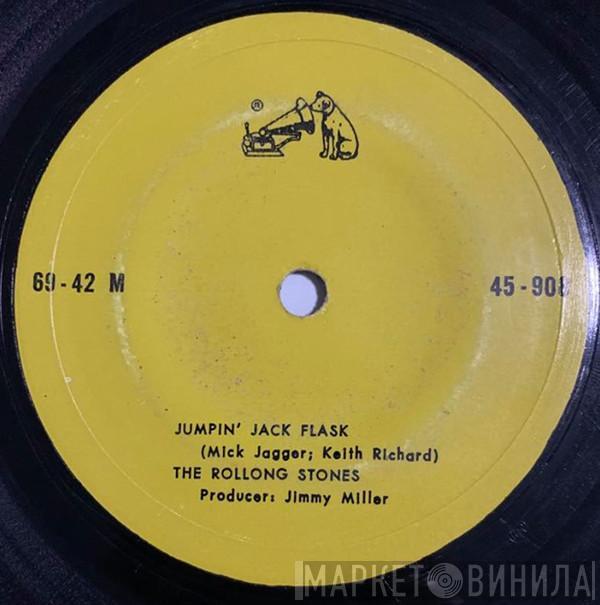 ®
69-42 M
45-908
JUMPIN' JACK FLASK
(Mick Jagger; Keith Richard)
THE ROLLONG STONES
Producer: Jimmy Miller
МАРКЕТ ВИНИЛА